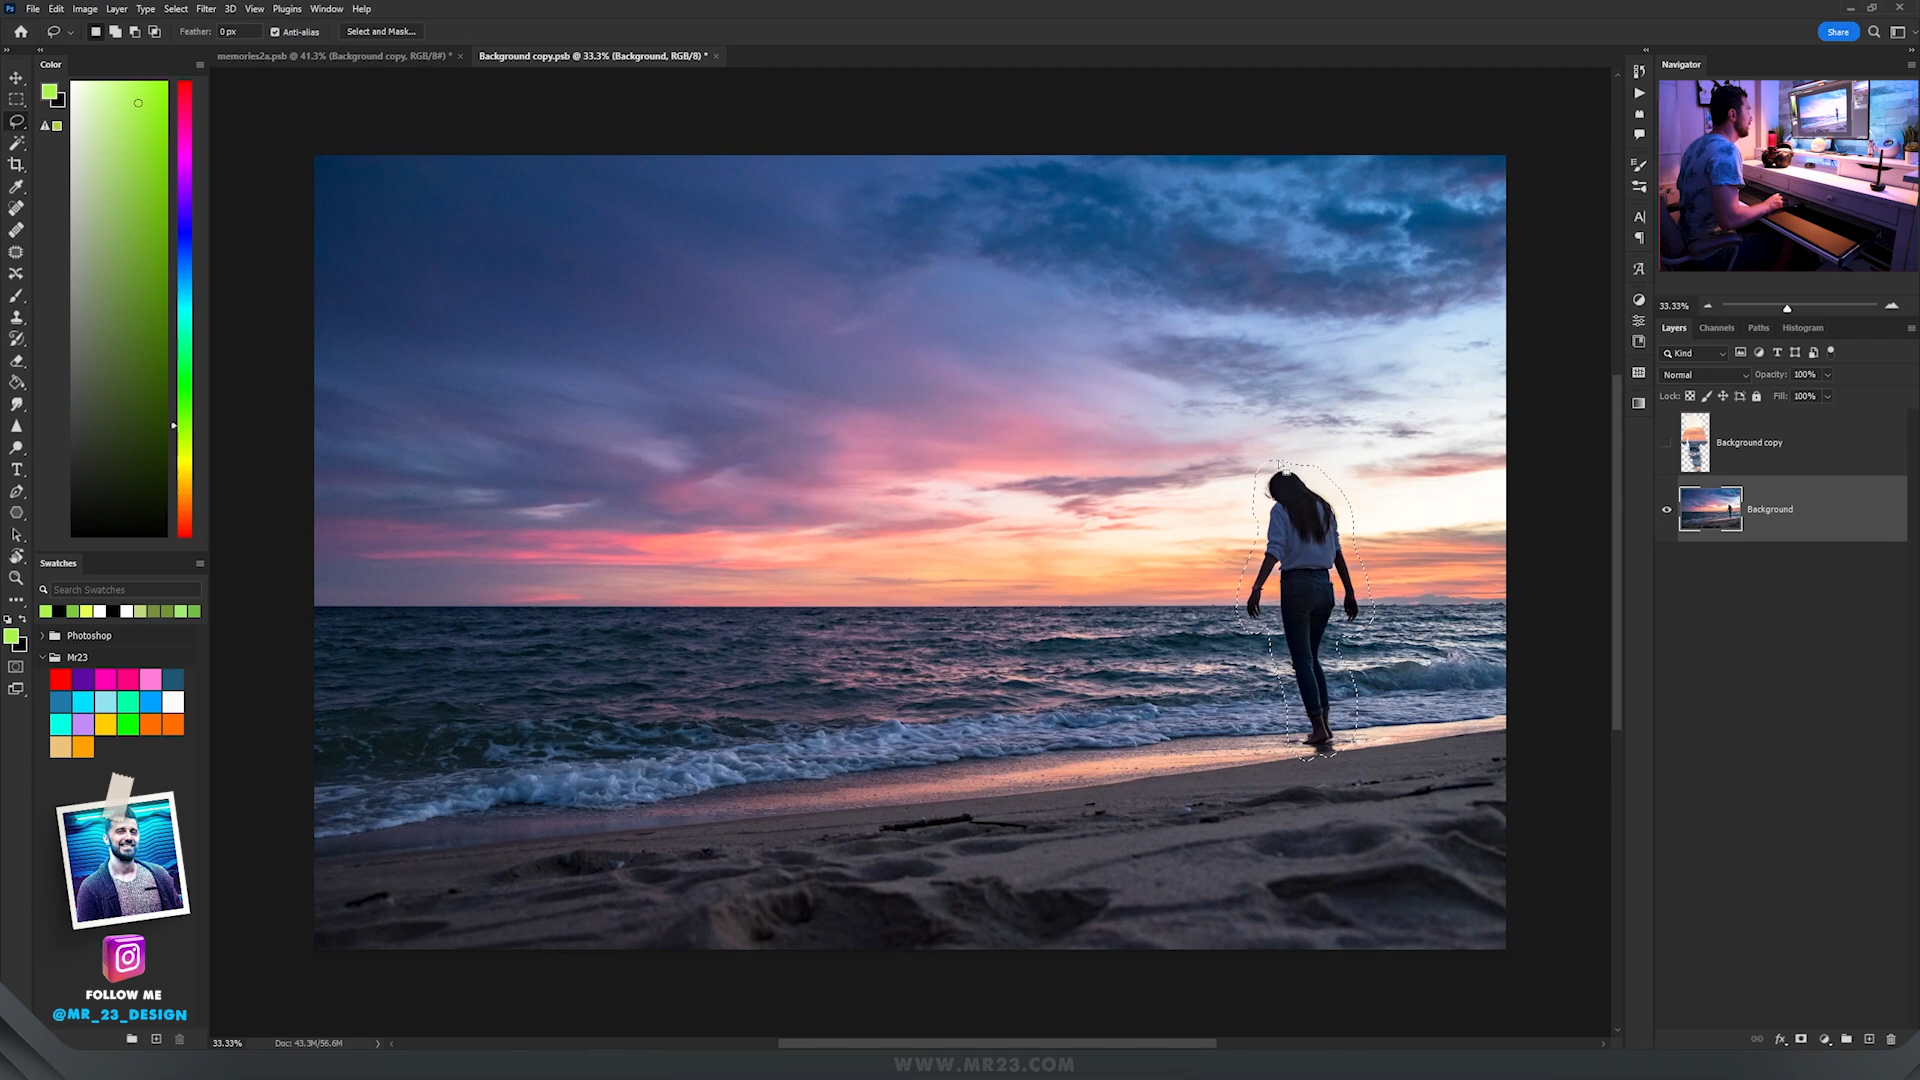 Ps File Edit Image Layer Type Select Filter 3D View Plugins Window Help
Feather: 0 px Anti-alias Select and Mask... Share
memories2a.psb @ 41.3% (Background copy, RGB/8#) * × Background copy.psb @ 33.3% (Background, RGB/8) * ×
Color
Navigator
33.33%
Layers Channels Paths Histogram
Kind
Normal Opacity: 100%
Lock: Fill: 100%
Background copy
Background
Swatches
Search Swatches
Photoshop
Mr23
FOLLOW ME
@MR_23_DESIGN
33.33% Doc: 43.3M/56.6M
WWW.MR23.COM